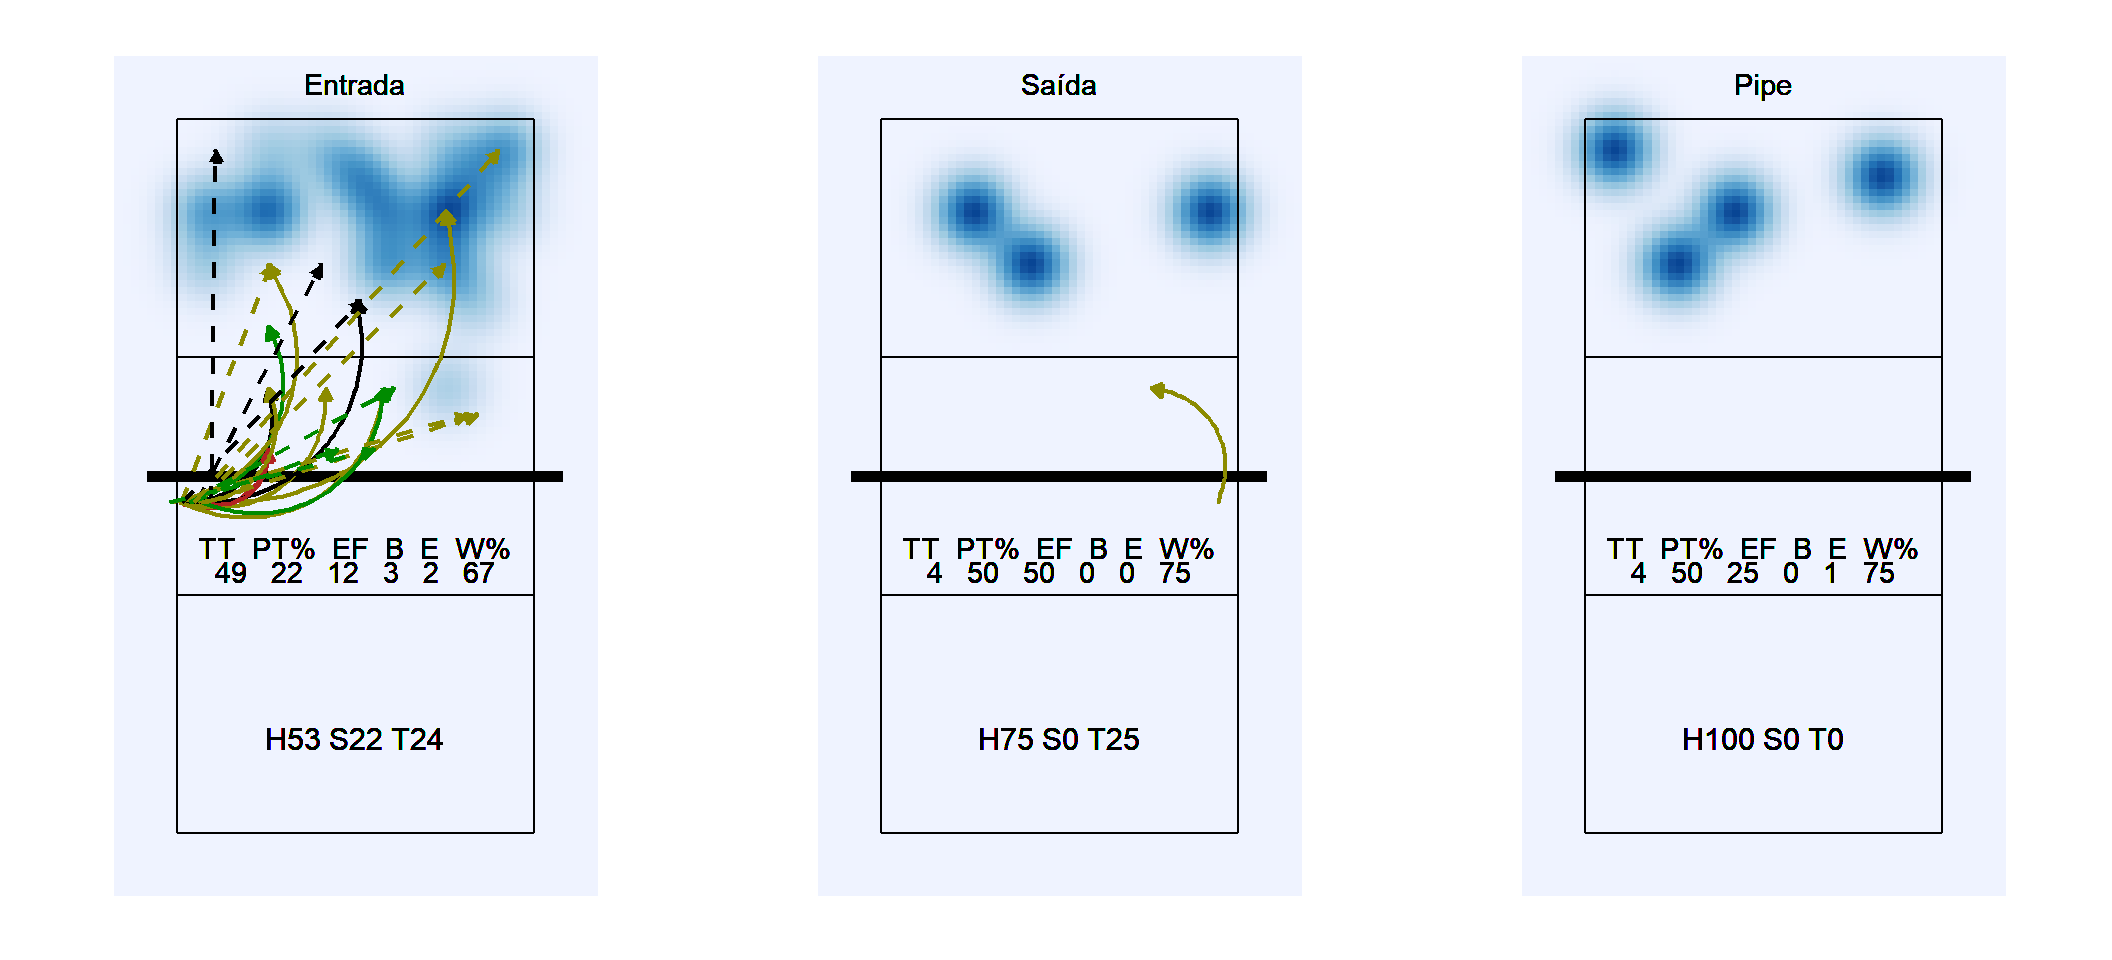 Entrada
TT PT% EF B E W%
49 22 12 3 2 67
H53 S22 T24
Saída
TT PT% EF B E W%
4 50 50 0 0 75
H75 S0 T25
Pipe
TT PT% EF B E W%
4 50 25 0 1 75
H100 S0 T0